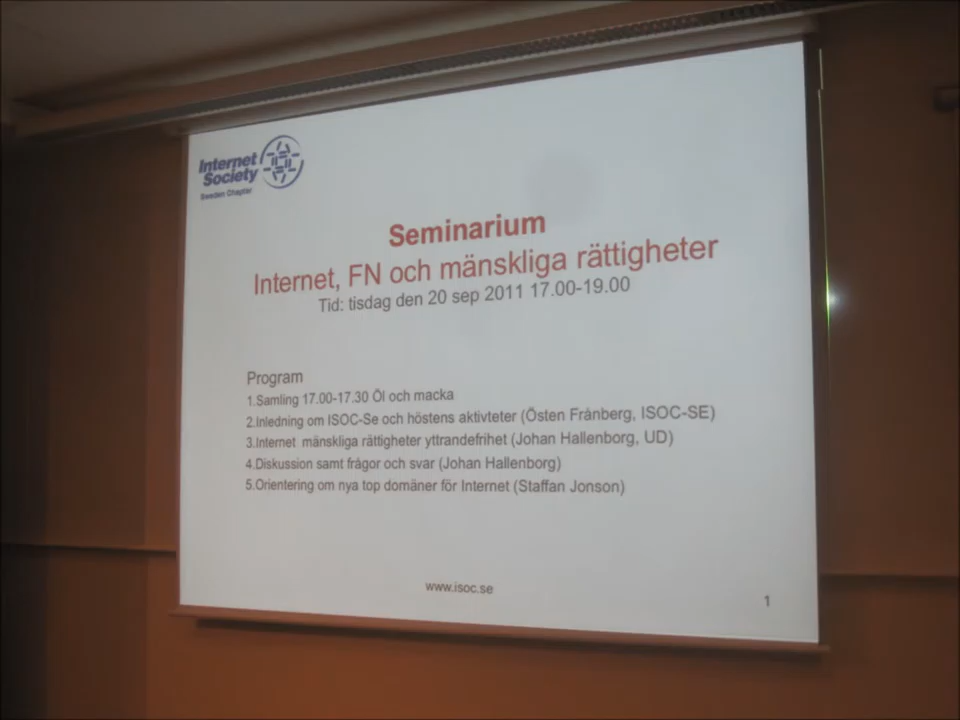 Internet
Society
Sweden Chapter
Seminarium
Internet, FN och mänskliga rättigheter
Tid: tisdag den 20 sep 2011 17.00-19.00
Program
1.Samling 17.00-17.30 Öl och macka
2.Inledning om ISOC-Se och höstens aktivteter (Östen Frånberg, ISOC-SE)
3.Internet mänskliga rättigheter yttrandefrihet (Johan Hallenborg, UD)
4.Diskussion samt frågor och svar (Johan Hallenborg)
5.Orientering om nya top domäner för Internet (Staffan Jonson)
www.isoc.se
1